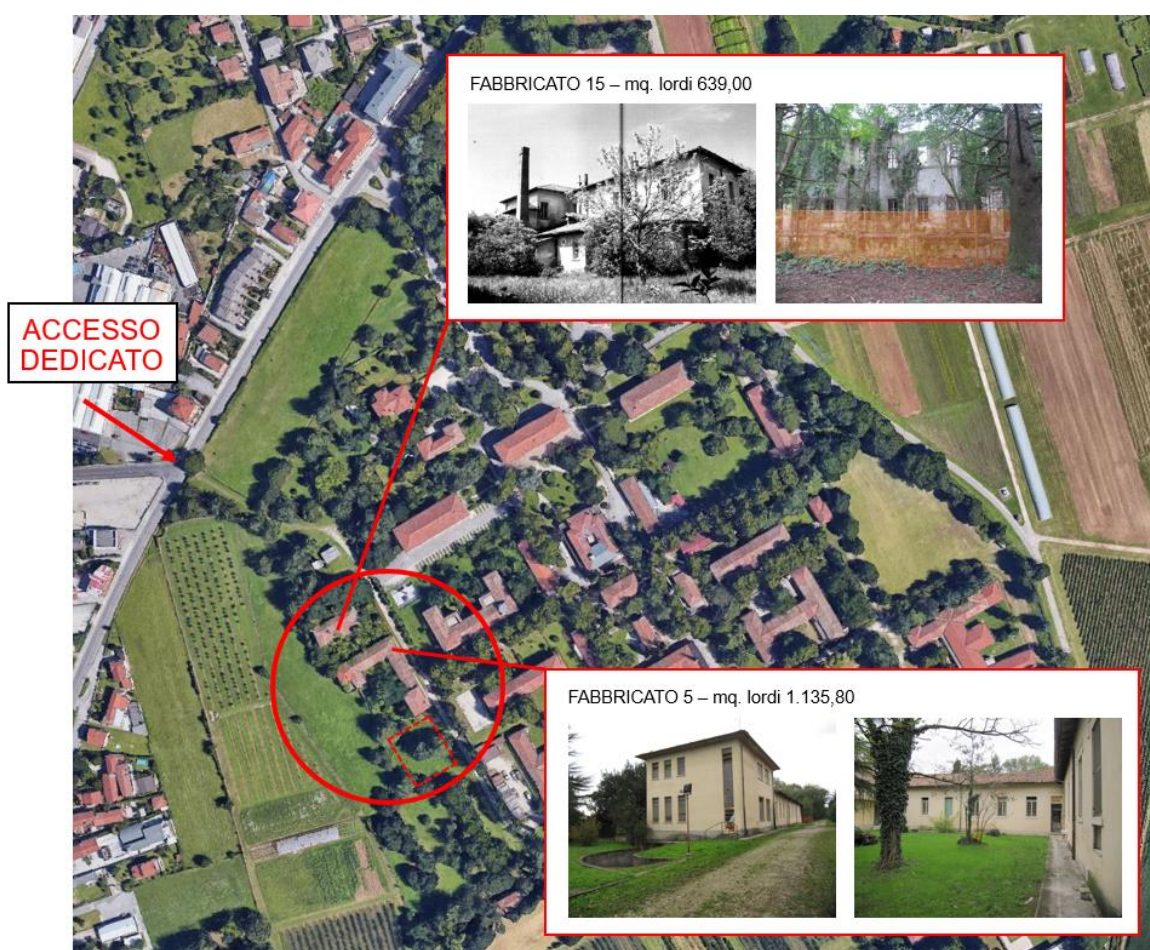 FABBRICATO 15 – mq. lordi 639,00
ACCESSO
DEDICATO
FABBRICATO 5 – mq. lordi 1.135,80